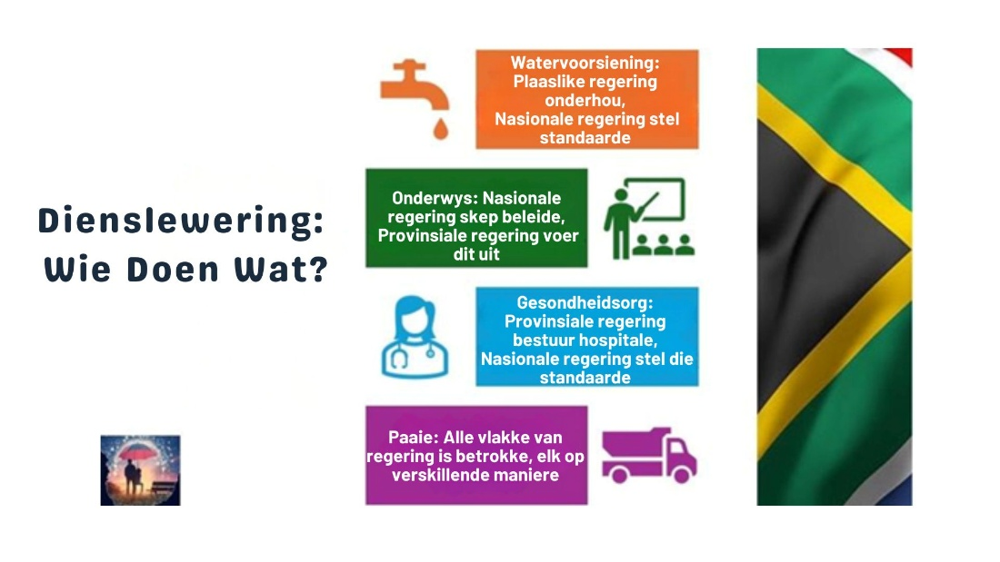 Dienslewering:
Wie Doen Wat?
Watervoorsiening:
Plaaslike regering
onderhou,
Nasionale regering stel
standaarde
Onderwys: Nasionale
regering skep beleide,
Provinsiale regering voer
dit uit
Gesondheidsorg:
Provinsiale regering
bestuur hospitale,
Nasionale regering stel die
standaarde
Paaie: Alle vlakke van
regering is betrokke, elk op
verskillende maniere